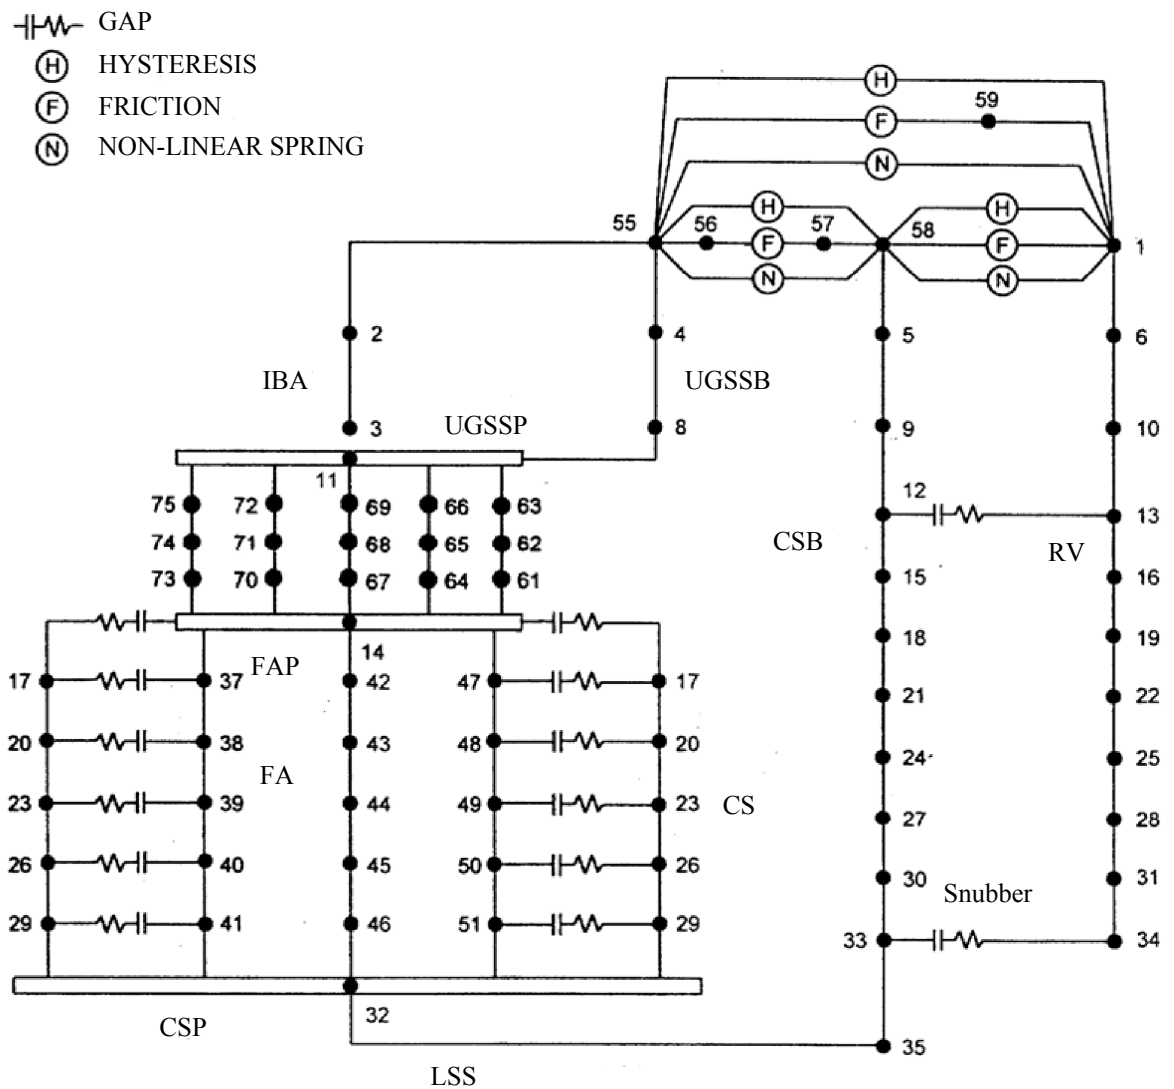 GAP
H HYSTERESIS
F FRICTION
N NON-LINEAR SPRING
H
59
F
N
H H
55 56 57 58 1
F F
N N
2 4 5 6
IBA UGSSB
3 UGSSP 8 9 10
11
75 72 69 66 63 12 13
74 71 68 65 62 CSB RV
73 70 67 64 61 15 16
14 18 19
FAP
17 37 42 47 17 21 22
20 38 43 48 20 24 25
FA
23 39 44 49 23 CS 27 28
26 40 45 50 26 30 31
Snubber
29 41 46 51 29 33 34
32
CSP
35
LSS